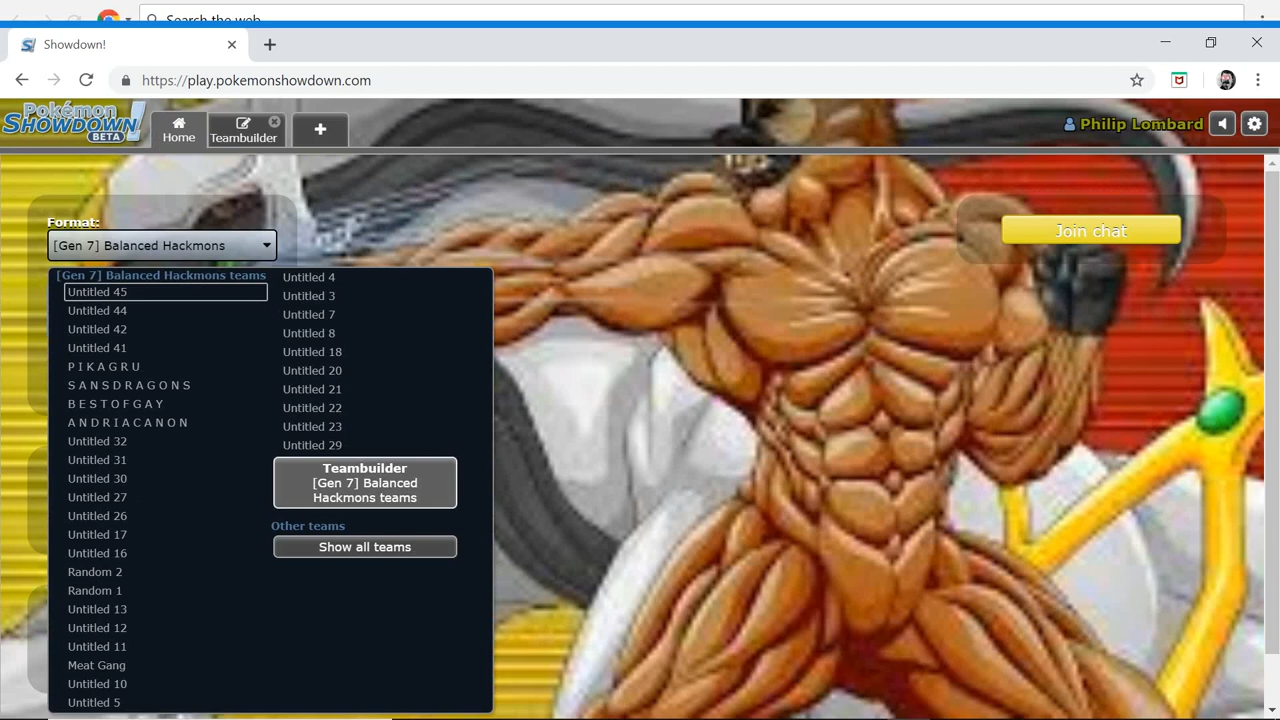 Search the web
Showdown!
https://play.pokemonshowdown.com
Pokémon
SHOWDOWN!
BETA
Home
Teambuilder
Philip Lombard
Format:
[Gen 7] Balanced Hackmons
Join chat
[Gen 7] Balanced Hackmons teams
Untitled 45
Untitled 44
Untitled 42
Untitled 41
P I K A G R U
S A N S D R A G O N S
B E S T O F G A Y
A N D R I A C A N O N
Untitled 32
Untitled 31
Untitled 30
Untitled 27
Untitled 26
Untitled 17
Untitled 16
Random 2
Random 1
Untitled 13
Untitled 12
Untitled 11
Meat Gang
Untitled 10
Untitled 5
Untitled 4
Untitled 3
Untitled 7
Untitled 8
Untitled 18
Untitled 20
Untitled 21
Untitled 22
Untitled 23
Untitled 29
Teambuilder
[Gen 7] Balanced
Hackmons teams
Other teams
Show all teams